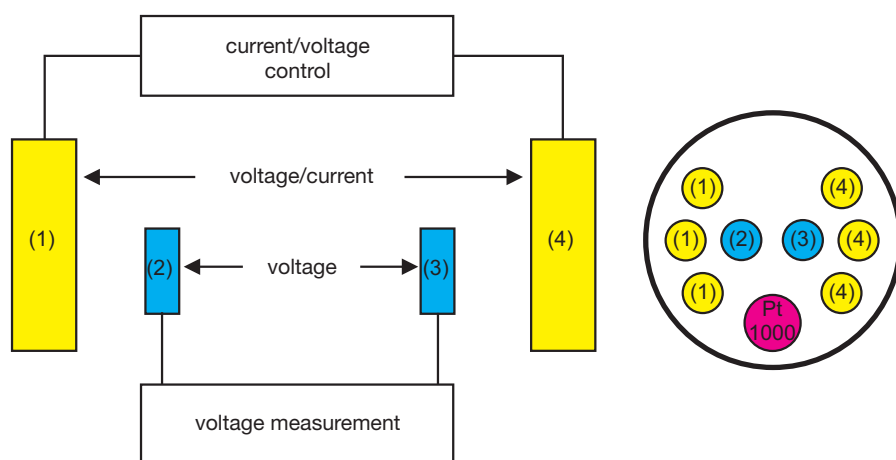 current/voltage
control
voltage/current
(1)
(4)
(2)
voltage
(3)
voltage measurement
(1)
(4)
(1)
(2)
(3)
(4)
(1)
(4)
Pt
1000